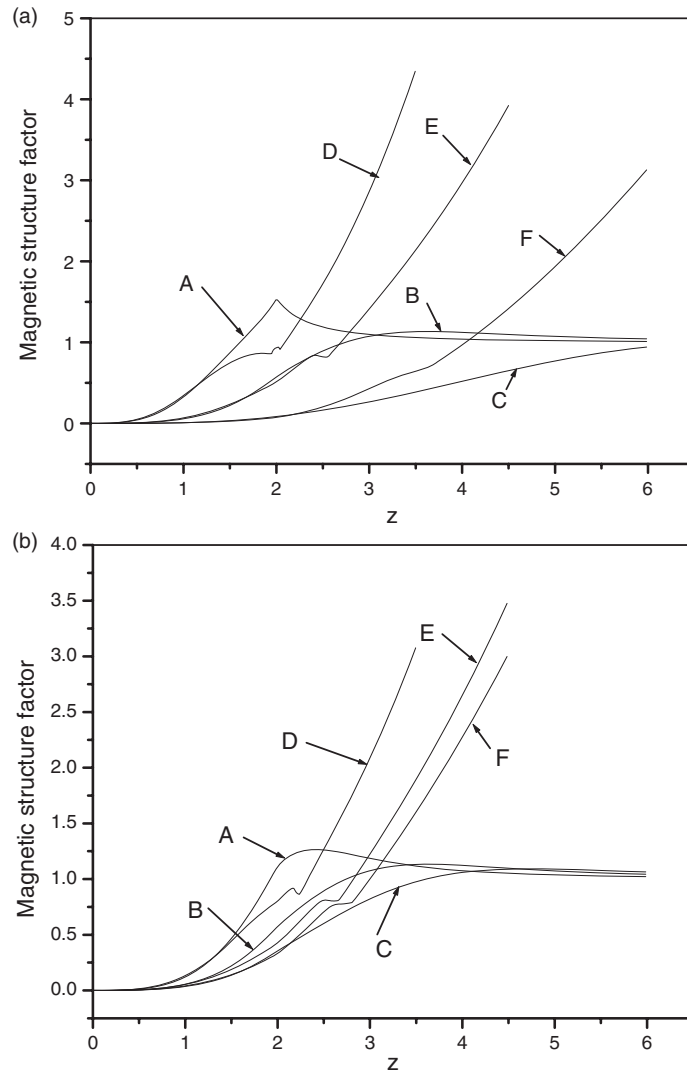 (a)
5
4
3
2
1
0
Magnetic structure factor
D
E
F
A
B
C
0 1 2 3 4 5 6
z
(b)
4.0
3.5
3.0
2.5
2.0
1.5
1.0
0.5
0.0
Magnetic structure factor
E
D
F
A
B
C
0 1 2 3 4 5 6
z